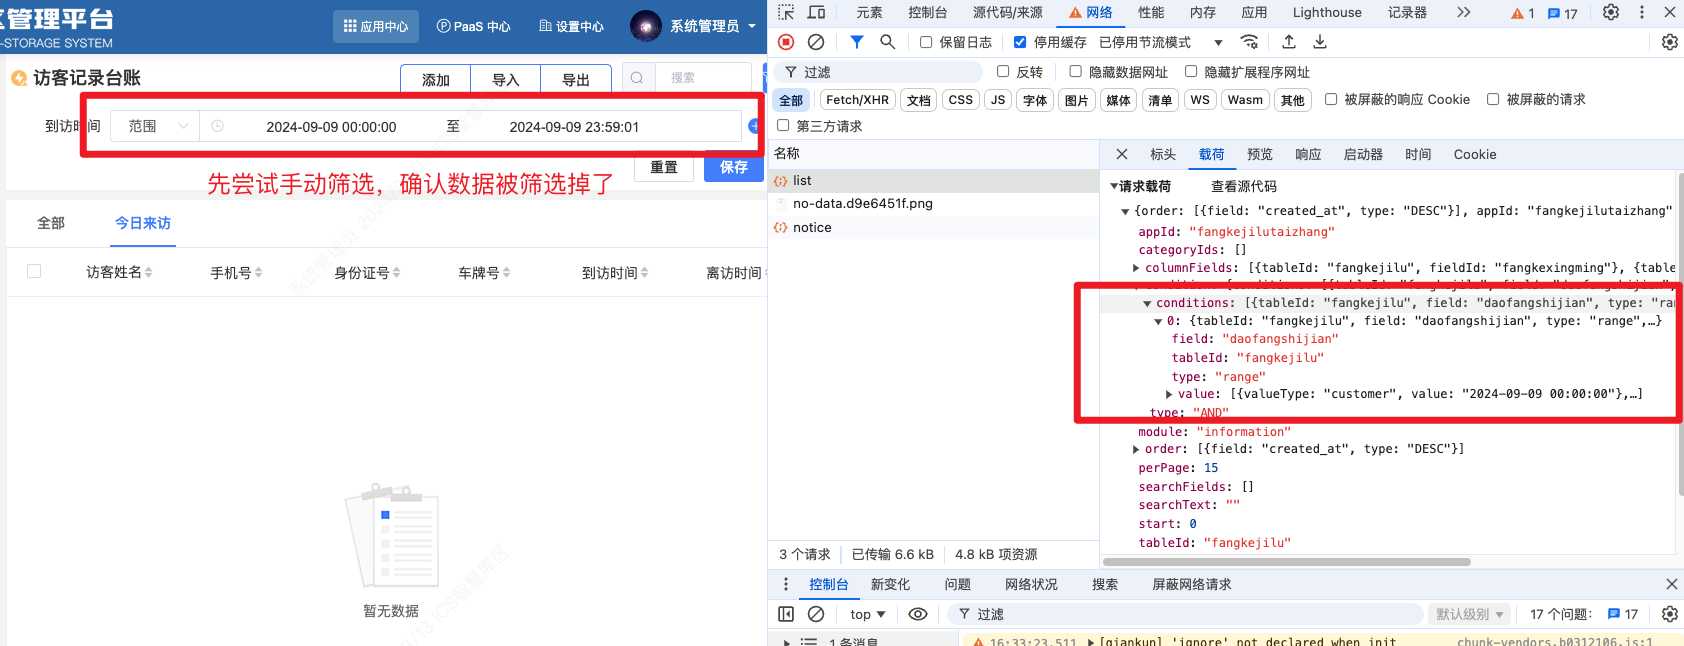 区管理平台
-STORAGE SYSTEM
应用中心
PaaS 中心
设置中心
系统管理员
访客记录台账
添加
导入
导出
搜索
到访时间
范围
2024-09-09 00:00:00
至
2024-09-09 23:59:01
重置
保存
先尝试手动筛选，确认数据被筛选掉了
全部
今日来访
访客姓名
手机号
身份证号
车牌号
到访时间
离访时间
暂无数据
元素
控制台
源代码/来源
网络
性能
内存
应用
Lighthouse
记录器
1
17
保留日志
停用缓存
已停用节流模式
过滤
反转
隐藏数据网址
隐藏扩展程序网址
全部
Fetch/XHR
文档
CSS
JS
字体
图片
媒体
清单
WS
Wasm
其他
被屏蔽的响应 Cookie
被屏蔽的请求
第三方请求
名称
list
no-data.d9e6451f.png
notice
3 个请求
已传输 6.6 kB
4.8 kB 项资源
标头
载荷
预览
响应
启动器
时间
Cookie
请求载荷
查看源代码
{order: [{field: "created_at", type: "DESC"}], appId: "fangkejilutaizhang"
appId: "fangkejilutaizhang"
categoryIds: []
columnFields: [{tableId: "fangkejilu", fieldId: "fangkexingming"}, {table
conditions: [{tableId: "fangkejilu", field: "daofangshijian", type: "ran
0: {tableId: "fangkejilu", field: "daofangshijian", type: "range",…}
field: "daofangshijian"
tableId: "fangkejilu"
type: "range"
value: [{valueType: "customer", value: "2024-09-09 00:00:00"},…]
type: "AND"
module: "information"
order: [{field: "created_at", type: "DESC"}]
perPage: 15
searchFields: []
searchText: ""
start: 0
tableId: "fangkejilu"
控制台
新变化
问题
网络状况
搜索
屏蔽网络请求
top
过滤
默认级别
17 个问题:
17
1 条消息
16:33:23.511
[qiankun] 'ignore' not declared when init
chunk-vendors.b0312106.js:1